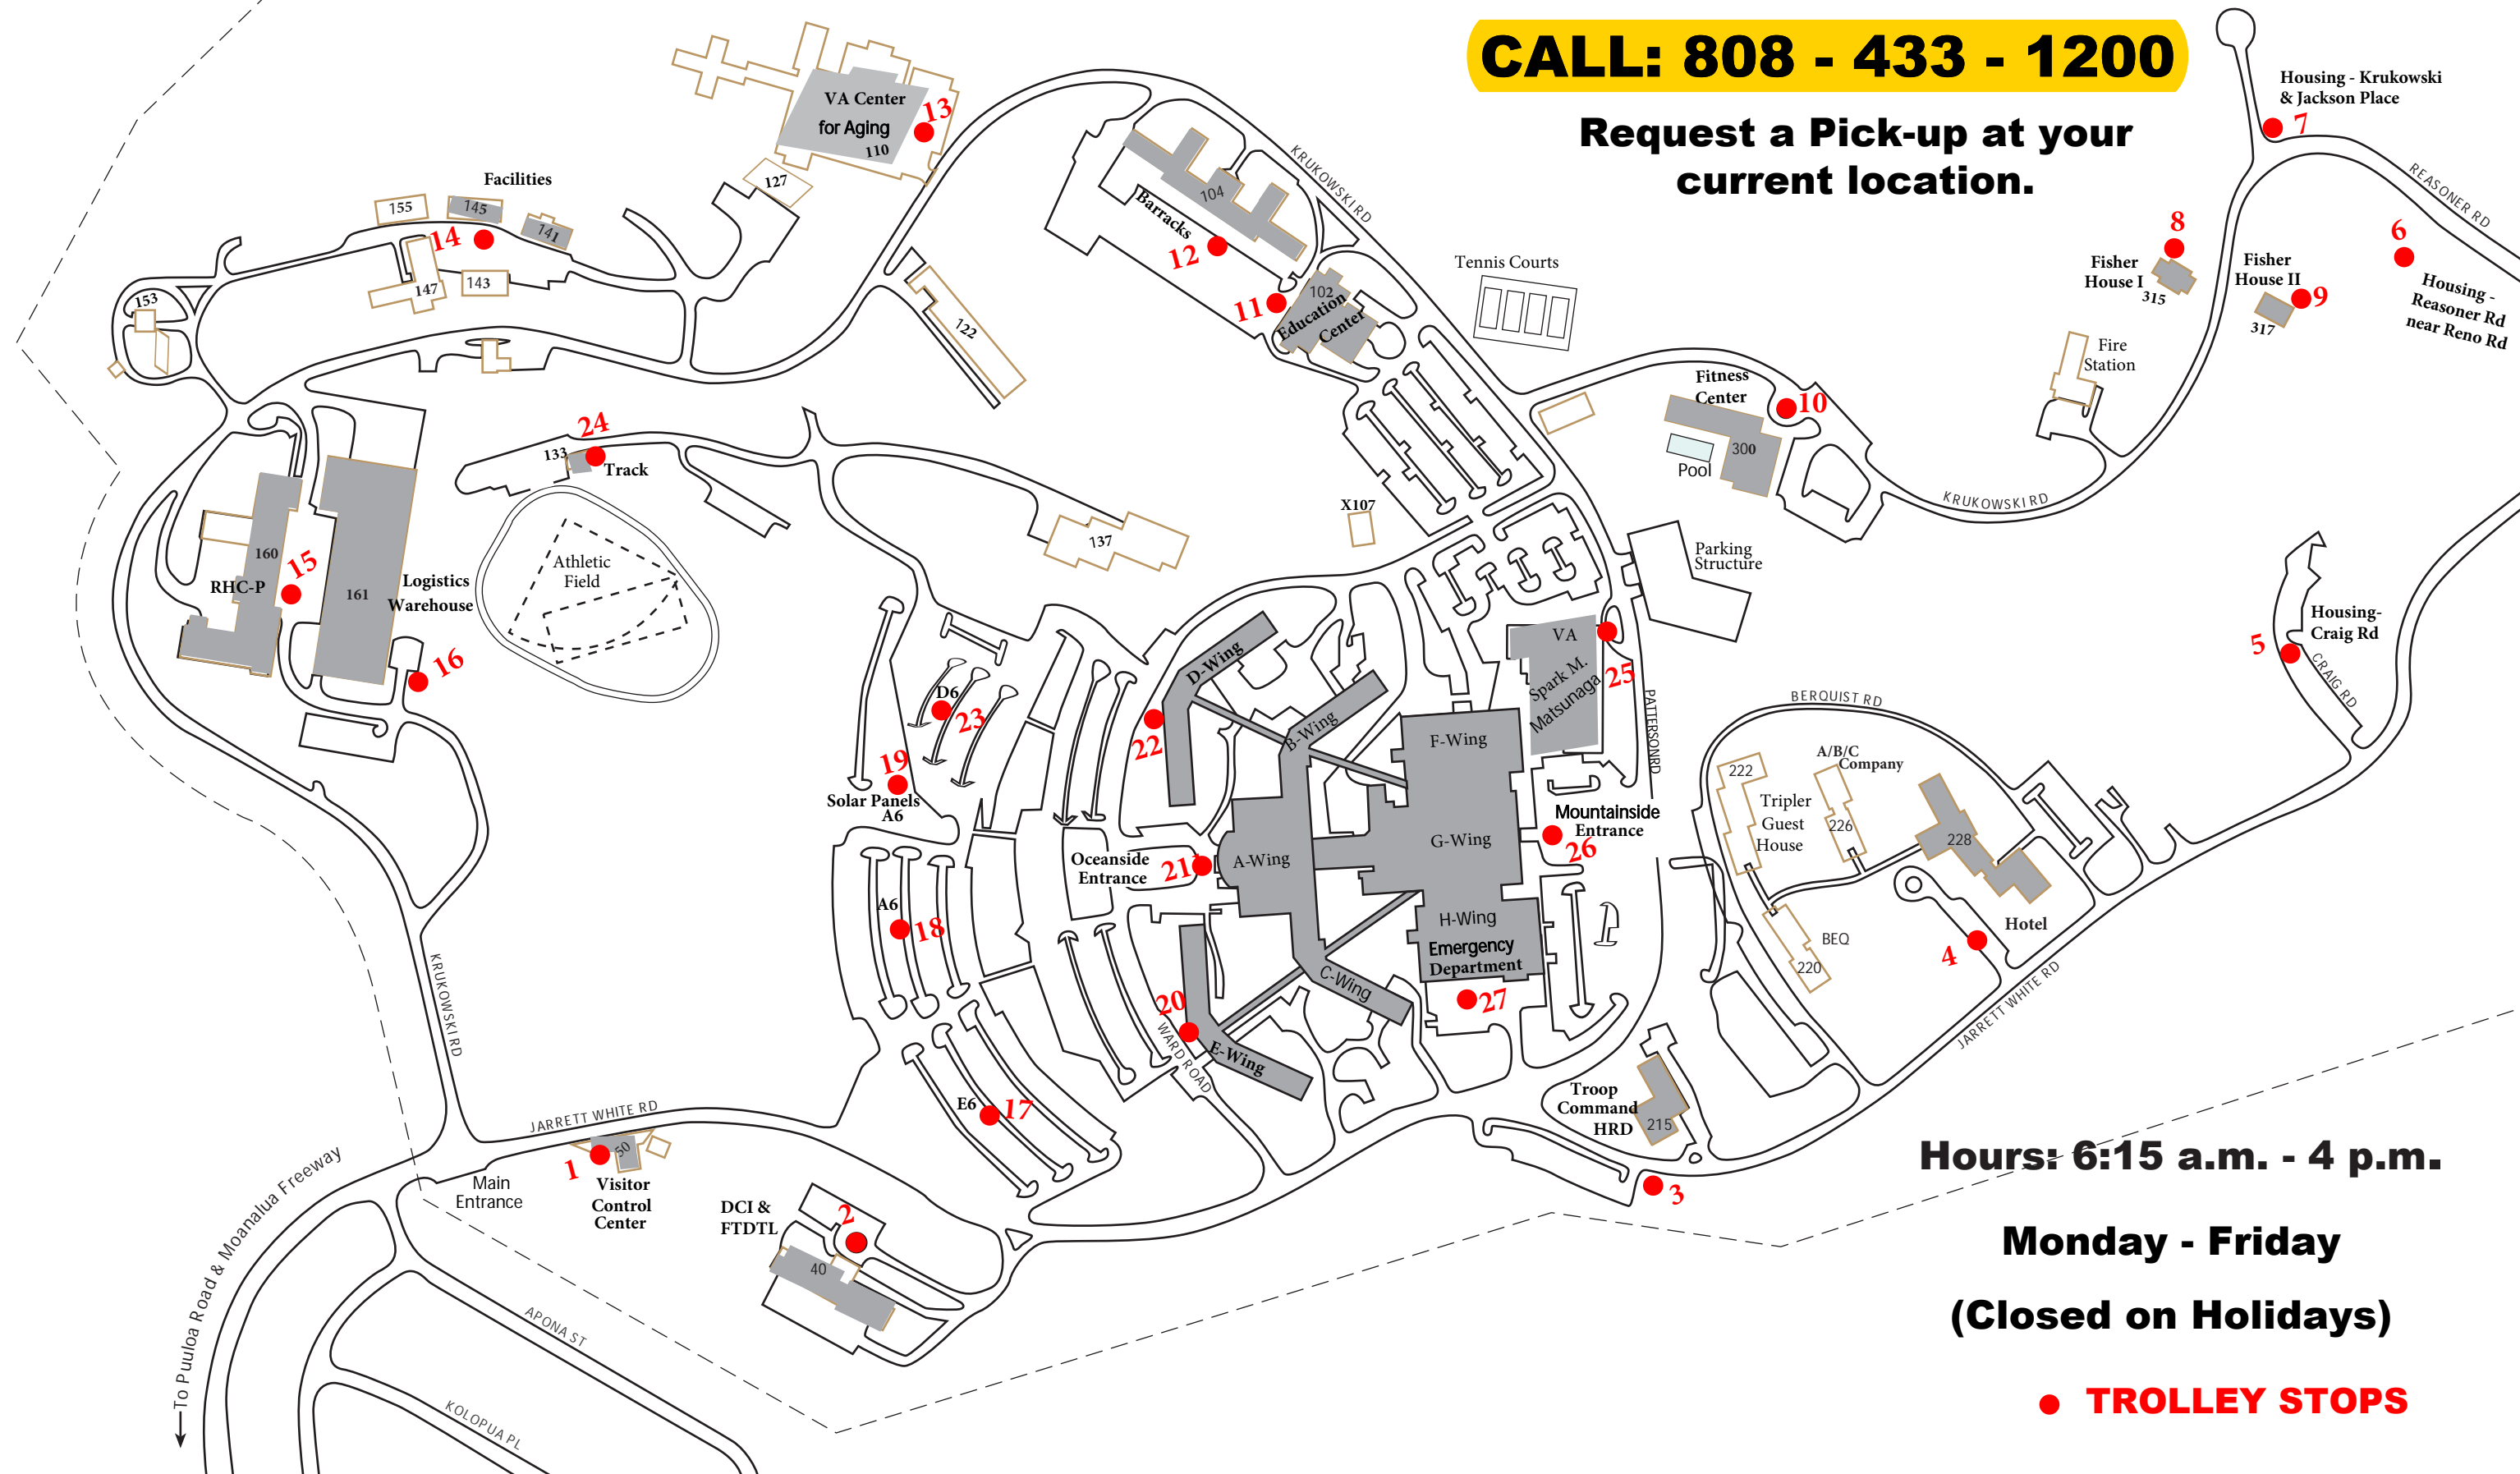 CALL: 808 - 433 - 1200
Request a Pick-up at your
current location.
Housing - Krukowski
& Jackson Place
7
REASONER RD
8
6
Fisher
House I
315
Fisher
House II
9
317
Housing -
Reasoner Rd
near Reno Rd
VA Center
for Aging
110
13
127
Facilities
155
145
141
14
147
143
153
122
KRUKOWSKI RD
104
Barracks
12
11
102
Education
Center
Tennis Courts
Fire
Station
Fitness
Center
10
300
Pool
KRUKOWSKI RD
24
133
Track
X107
137
Parking
Structure
Athletic
Field
160
15
RHC-P
161
Logistics
Warehouse
16
VA
Spark M.
Matsunaga
25
PATTERSON RD
Housing-
Craig Rd
5
CRAIG RD
D-Wing
B-Wing
F-Wing
D6
23
22
19
Solar Panels
A6
BERQUIST RD
222
A/B/C
Company
Tripler
Guest
House
226
228
Mountainside
Entrance
26
G-Wing
A-Wing
Oceanside
Entrance
21
A6
18
H-Wing
Emergency
Department
27
C-Wing
20
E-Wing
WARD ROAD
BEQ
220
Hotel
4
JARRETT WHITE RD
KRUKOWSKI RD
E6
17
Troop
Command
HRD
215
3
JARRETT WHITE RD
50
1
Visitor
Control
Center
Main
Entrance
DCI &
FTDTL
2
40
To Puuloa Road & Moanalua Freeway
APONA ST
KOLOPUA PL
Hours: 6:15 a.m. - 4 p.m.
Monday - Friday
(Closed on Holidays)
TROLLEY STOPS